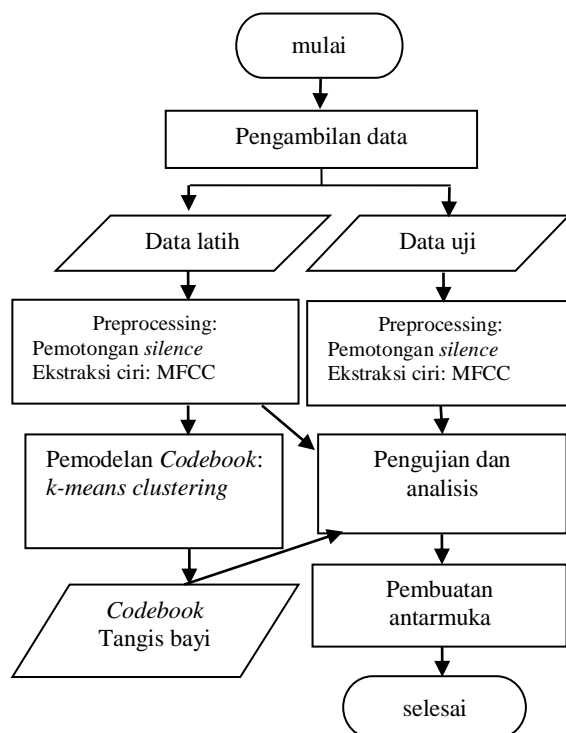 mulai
Pengambilan data
Data latih
Data uji
Preprocessing:
Pemotongan silence
Ekstraksi ciri: MFCC
Preprocessing:
Pemotongan silence
Ekstraksi ciri: MFCC
Pemodelan Codebook:
k-means clustering
Pengujian dan
analisis
Codebook
Tangis bayi
Pembuatan
antarmuka
selesai